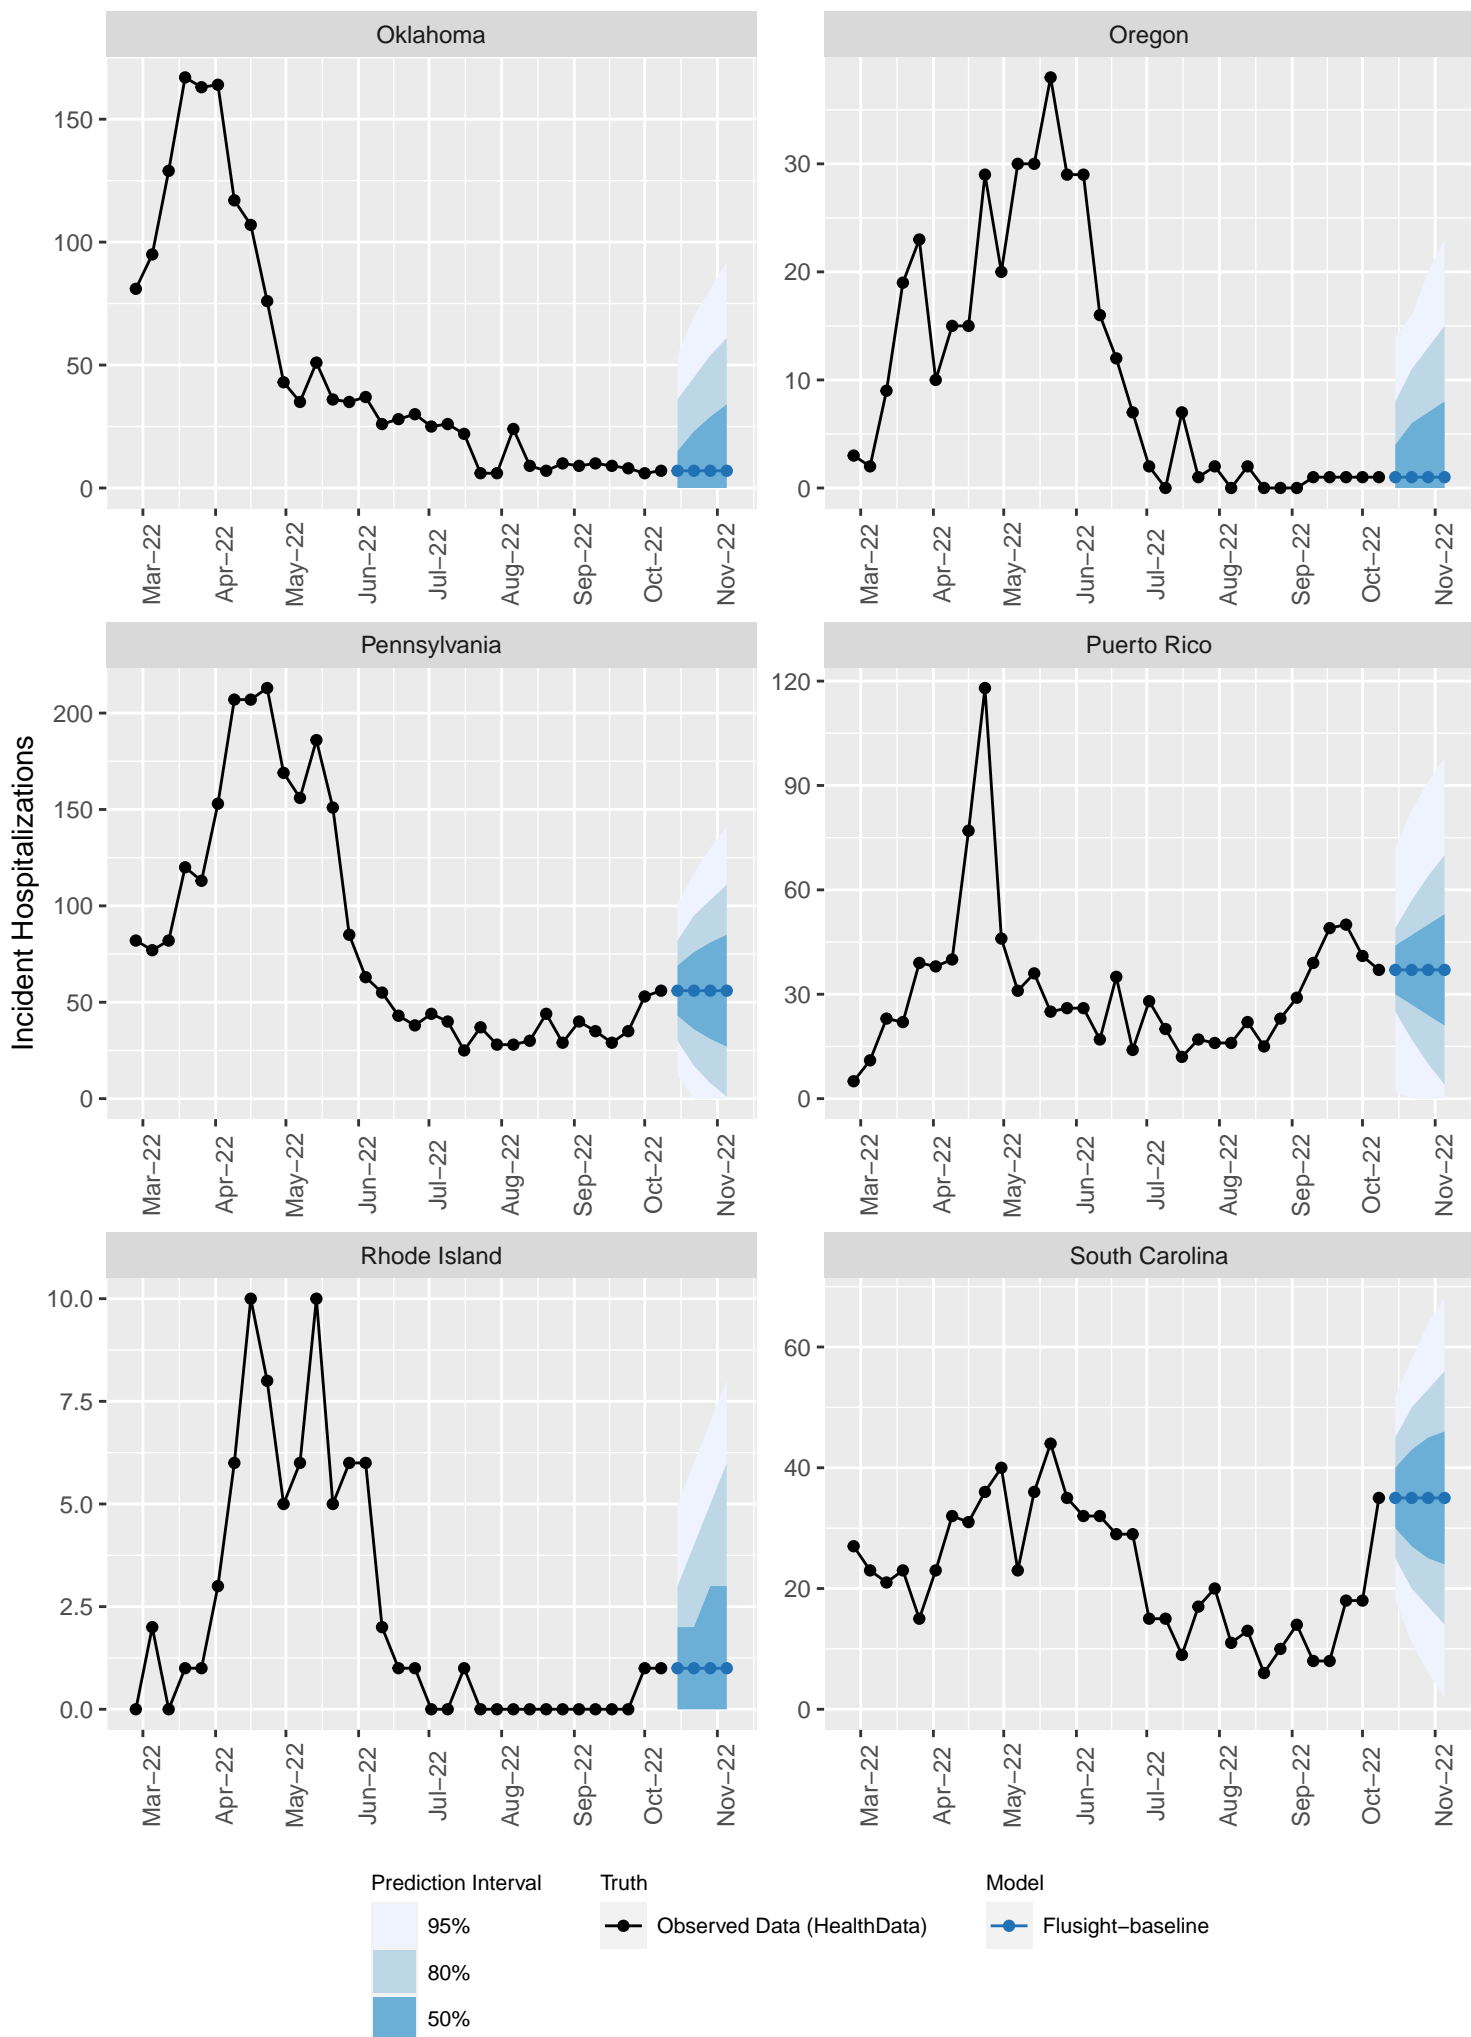 Oklahoma
Oregon
150
100
50
0
Mar−22
Apr−22
May−22
Jun−22
Jul−22
Aug−22
Sep−22
Oct−22
Nov−22
30
20
10
0
Mar−22
Apr−22
May−22
Jun−22
Jul−22
Aug−22
Sep−22
Oct−22
Nov−22
Incident Hospitalizations
Pennsylvania
Puerto Rico
200
150
100
50
0
Mar−22
Apr−22
May−22
Jun−22
Jul−22
Aug−22
Sep−22
Oct−22
Nov−22
120
90
60
30
0
Mar−22
Apr−22
May−22
Jun−22
Jul−22
Aug−22
Sep−22
Oct−22
Nov−22
Rhode Island
South Carolina
10.0
7.5
5.0
2.5
0.0
Mar−22
Apr−22
May−22
Jun−22
Jul−22
Aug−22
Sep−22
Oct−22
Nov−22
60
40
20
0
Mar−22
Apr−22
May−22
Jun−22
Jul−22
Aug−22
Sep−22
Oct−22
Nov−22
Prediction Interval
95%
80%
50%
Truth
Observed Data (HealthData)
Model
Flusight−baseline